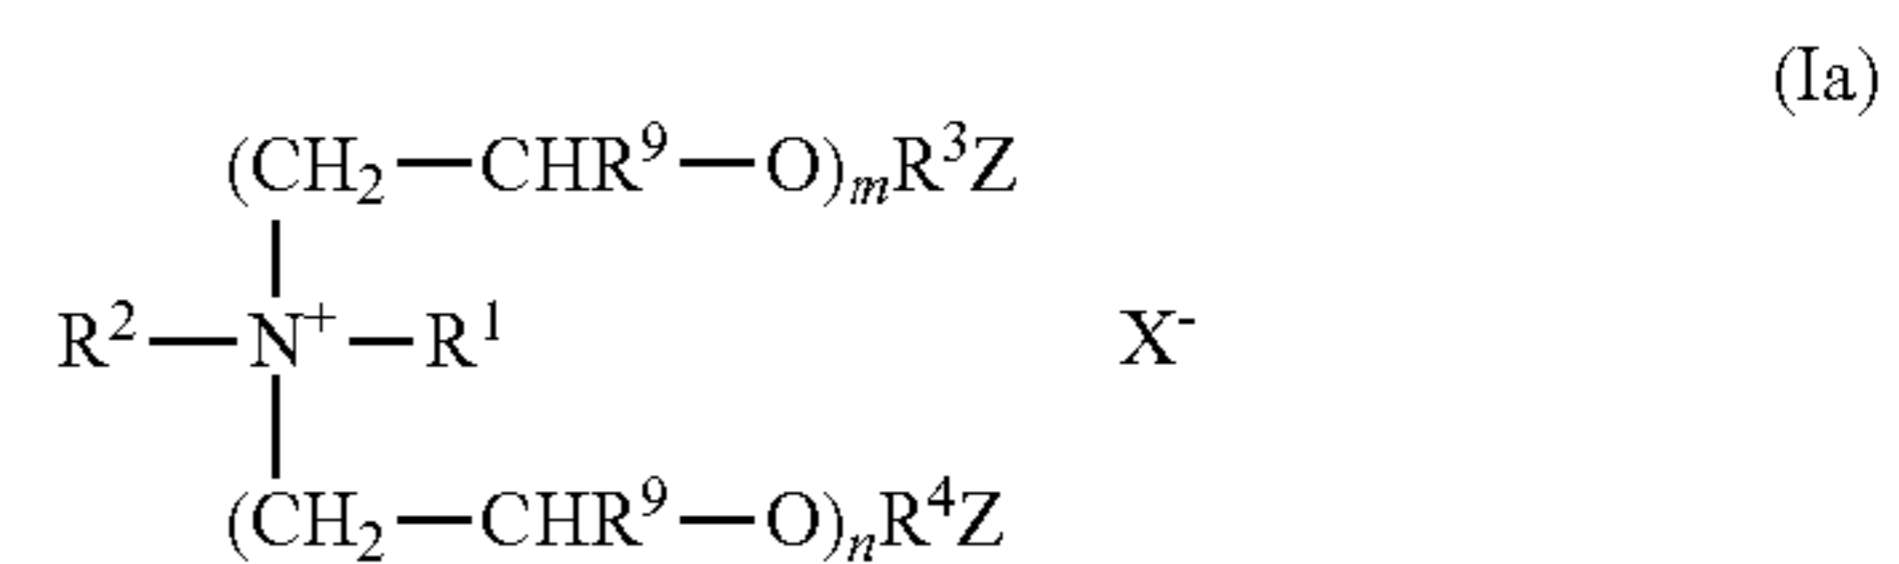 (Ia)
(CH₂—CHR⁹—O)ₘR³Z
R²—N⁺—R¹ X⁻
(CH₂—CHR⁹—O)ₙR⁴Z